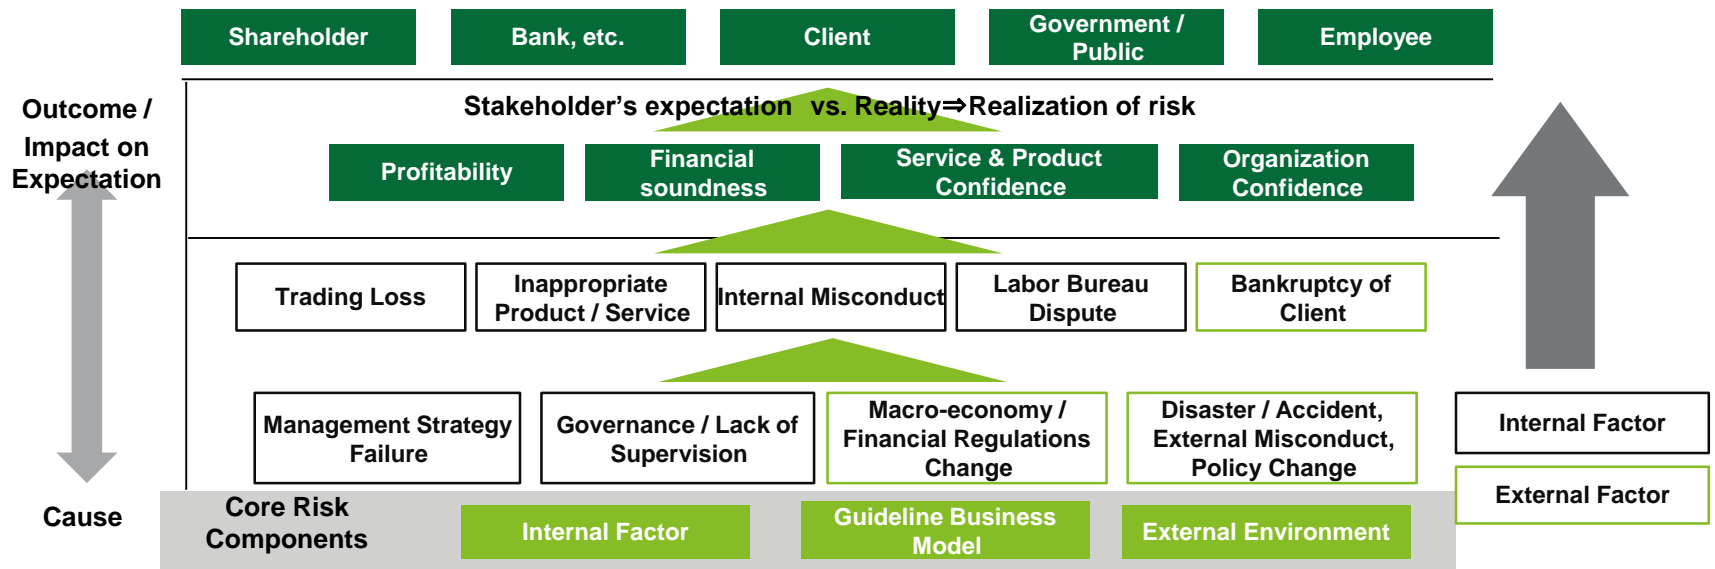 Shareholder
Bank, etc.
Client
Government /
Public
Employee
Outcome /
Impact on
Expectation
Stakeholder’s expectation vs. Reality⇒Realization of risk
Profitability
Financial
soundness
Service & Product
Confidence
Organization
Confidence
Trading Loss
Inappropriate
Product / Service
Internal Misconduct
Labor Bureau
Dispute
Bankruptcy of
Client
Management Strategy
Failure
Governance / Lack of
Supervision
Macro-economy /
Financial Regulations
Change
Disaster / Accident,
External Misconduct,
Policy Change
Internal Factor
External Factor
Cause
Core Risk
Components
Internal Factor
Guideline Business
Model
External Environment